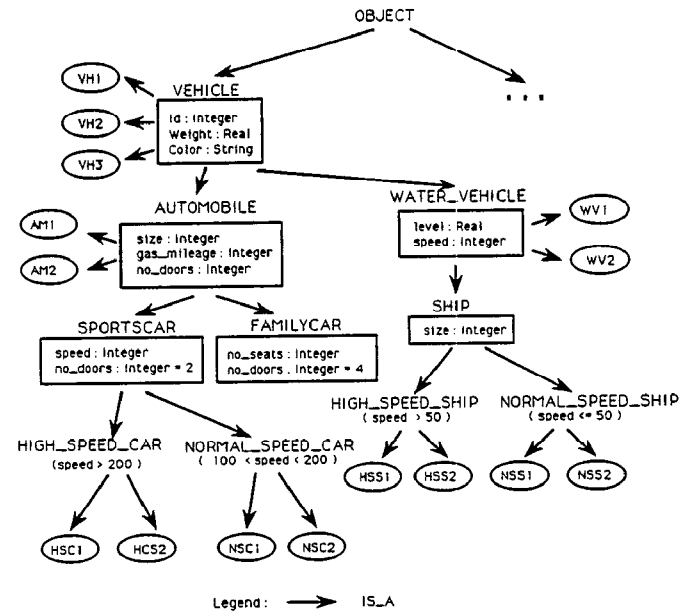 OBJECT
VH1
VEHICLE
. . .
VH2
Id : Integer
Weight : Real
Color : String
VH3
AUTOMOBILE
WATER_VEHICLE
AM1
size : Integer
gas_mileage : Integer
no_doors : Integer
AM2
level : Real
speed : Integer
WV1
WV2
SHIP
size : Integer
SPORTSCAR
FAMILYCAR
speed : Integer
no_doors : Integer = 2
no_seats : Integer
no_doors : Integer = 4
HIGH_SPEED_SHIP
( speed > 50 )
NORMAL_SPEED_SHIP
( speed <= 50 )
HIGH_SPEED_CAR
(speed > 200 )
NORMAL_SPEED_CAR
( 100 < speed < 200 )
HSS1
HSS2
NSS1
NSS2
HSC1
HCS2
NSC1
NSC2
Legend : IS_A